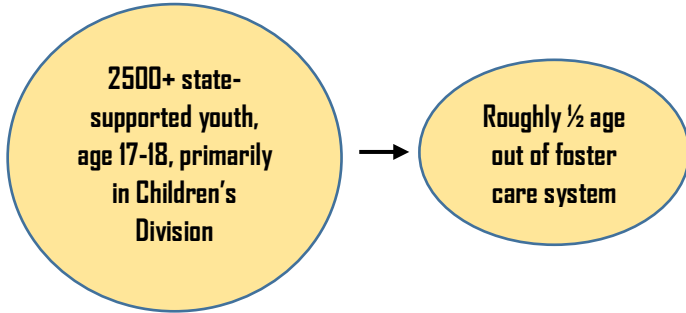 2500+ state-
supported youth,
age 17-18, primarily
in Children's
Division
Roughly ½ age
out of foster
care system